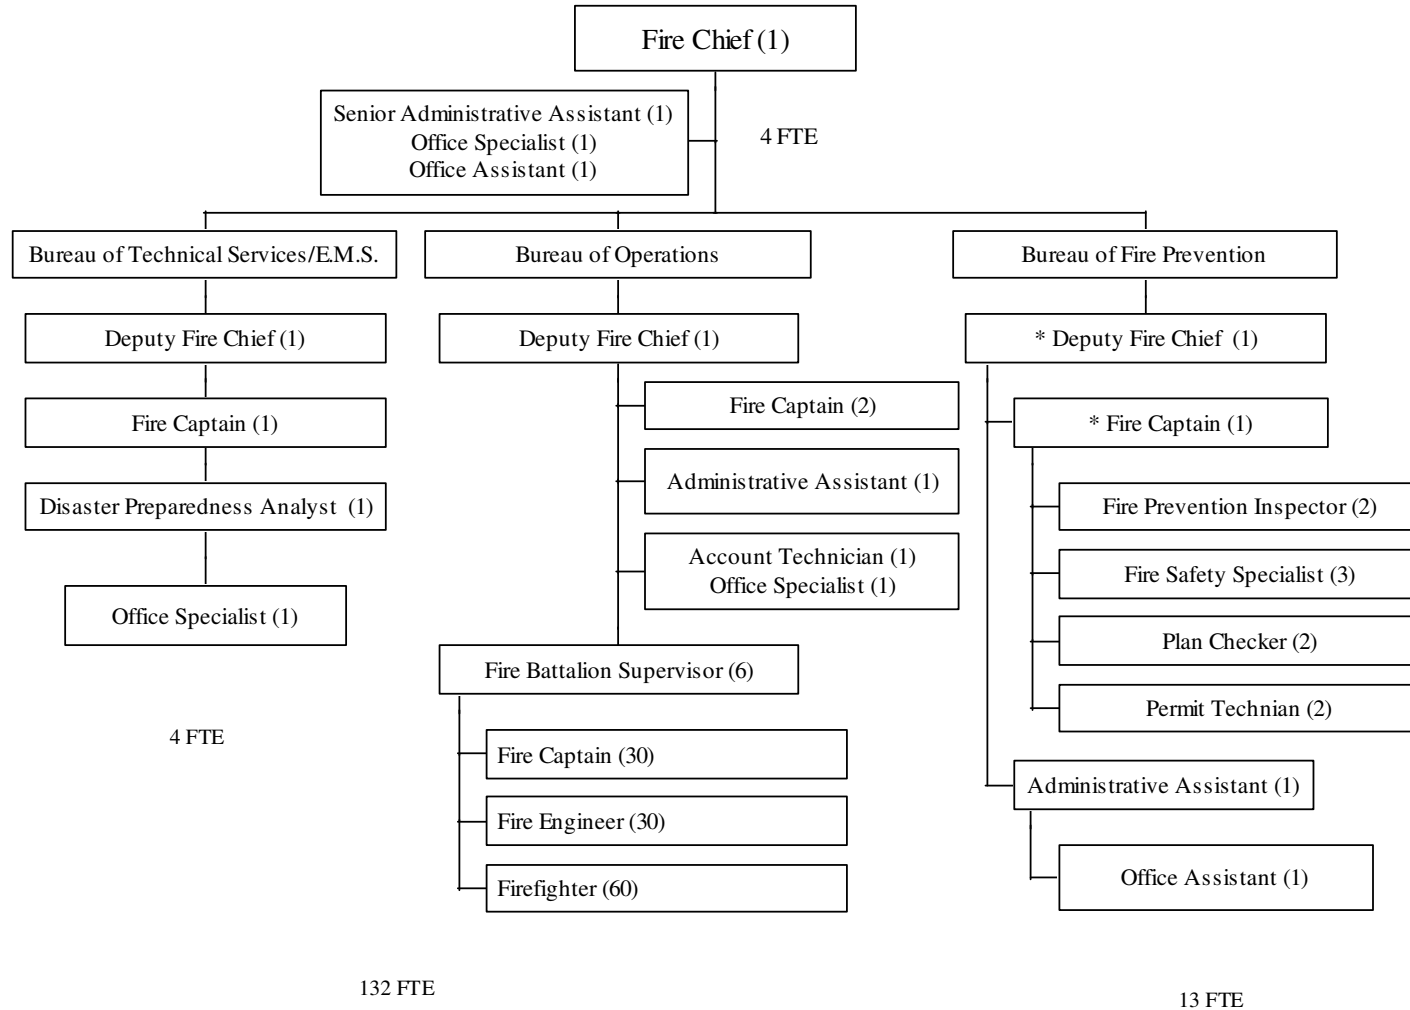 Fire Chief (1)
Senior Administrative Assistant (1)
Office Specialist (1)
Office Assistant (1)
4 FTE
Bureau of Technical Services/E.M.S.
Deputy Fire Chief (1)
Fire Captain (1)
Disaster Preparedness Analyst (1)
Office Specialist (1)
4 FTE
Bureau of Operations
Deputy Fire Chief (1)
Fire Captain (2)
Administrative Assistant (1)
Account Technician (1)
Office Specialist (1)
Fire Battalion Supervisor (6)
Fire Captain (30)
Fire Engineer (30)
Firefighter (60)
132 FTE
Bureau of Fire Prevention
* Deputy Fire Chief (1)
* Fire Captain (1)
Fire Prevention Inspector (2)
Fire Safety Specialist (3)
Plan Checker (2)
Permit Technian (2)
Administrative Assistant (1)
Office Assistant (1)
13 FTE